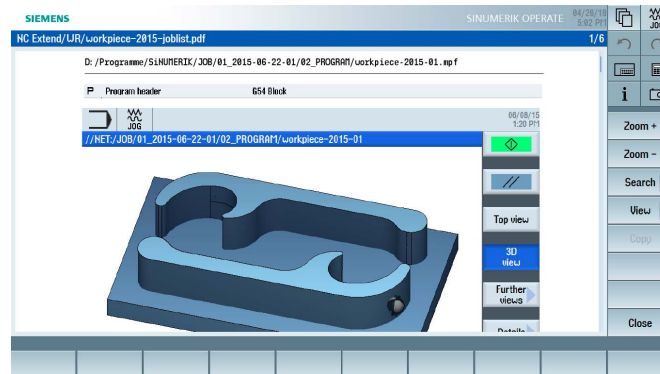 SIEMENS
SINUMERIK OPERATE
04/26/18
5:02 PM
JOG
NC Extend/UR/workpiece-2015-joblist.pdf
1/6
D:/Programme/SiNUMERIK/JOB/01_2015-06-22-01/02_PROGRAM/workpiece-2015-01.mpf
P Program header
G54 Block
JOG
06/08/15
1:20 PM
//NET:/JOB/01_2015-06-22-01/02_PROGRAM/workpiece-2015-01
Top view
3D
view
Further
views
Details
Zoom +
Zoom -
Search
View
Copy
Close